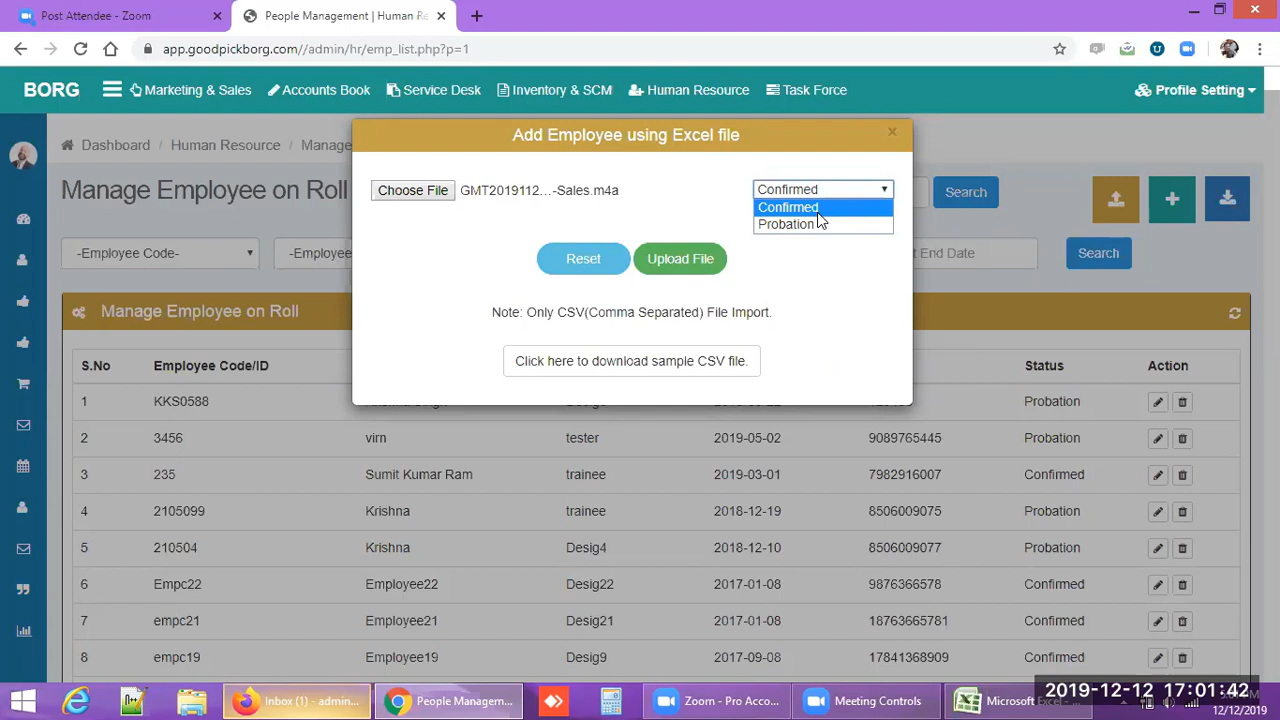 Post Attendee - Zoom
People Management | Human Re
app.goodpickborg.com//admin/hr/emp_list.php?p=1
BORG
Marketing & Sales
Accounts Book
Service Desk
Inventory & SCM
Human Resource
Task Force
Profile Setting
Add Employee using Excel file
Dashboard
Human Resource
Manage
Manage Employee on Roll
Choose File
GMT2019112...-Sales.m4a
Confirmed
Search
Confirmed
Probation
-Employee Code-
-Employee
Reset
Upload File
End Date
Search
Note: Only CSV(Comma Separated) File Import.
Manage Employee on Roll
Click here to download sample CSV file.
S.No
Employee Code/ID
Status
Action
1
KKS0588
Probation
2
3456
virn
tester
2019-05-02
9089765445
Probation
3
235
Sumit Kumar Ram
trainee
2019-03-01
7982916007
Confirmed
4
2105099
Krishna
trainee
2018-12-19
8506009075
Probation
5
210504
Krishna
Desig4
2018-12-10
8506009077
Probation
6
Empc22
Employee22
Desig22
2017-01-08
9876366578
Confirmed
7
empc21
Employee21
Desig21
2017-01-08
18763665781
Confirmed
8
empc19
Employee19
Desig9
2017-09-08
17841368909
Confirmed
Inbox (1) - admin...
People Managem...
Zoom - Pro Acco...
Meeting Controls
Microsoft Ex
2019-12-12 17:01:42
12/12/2019